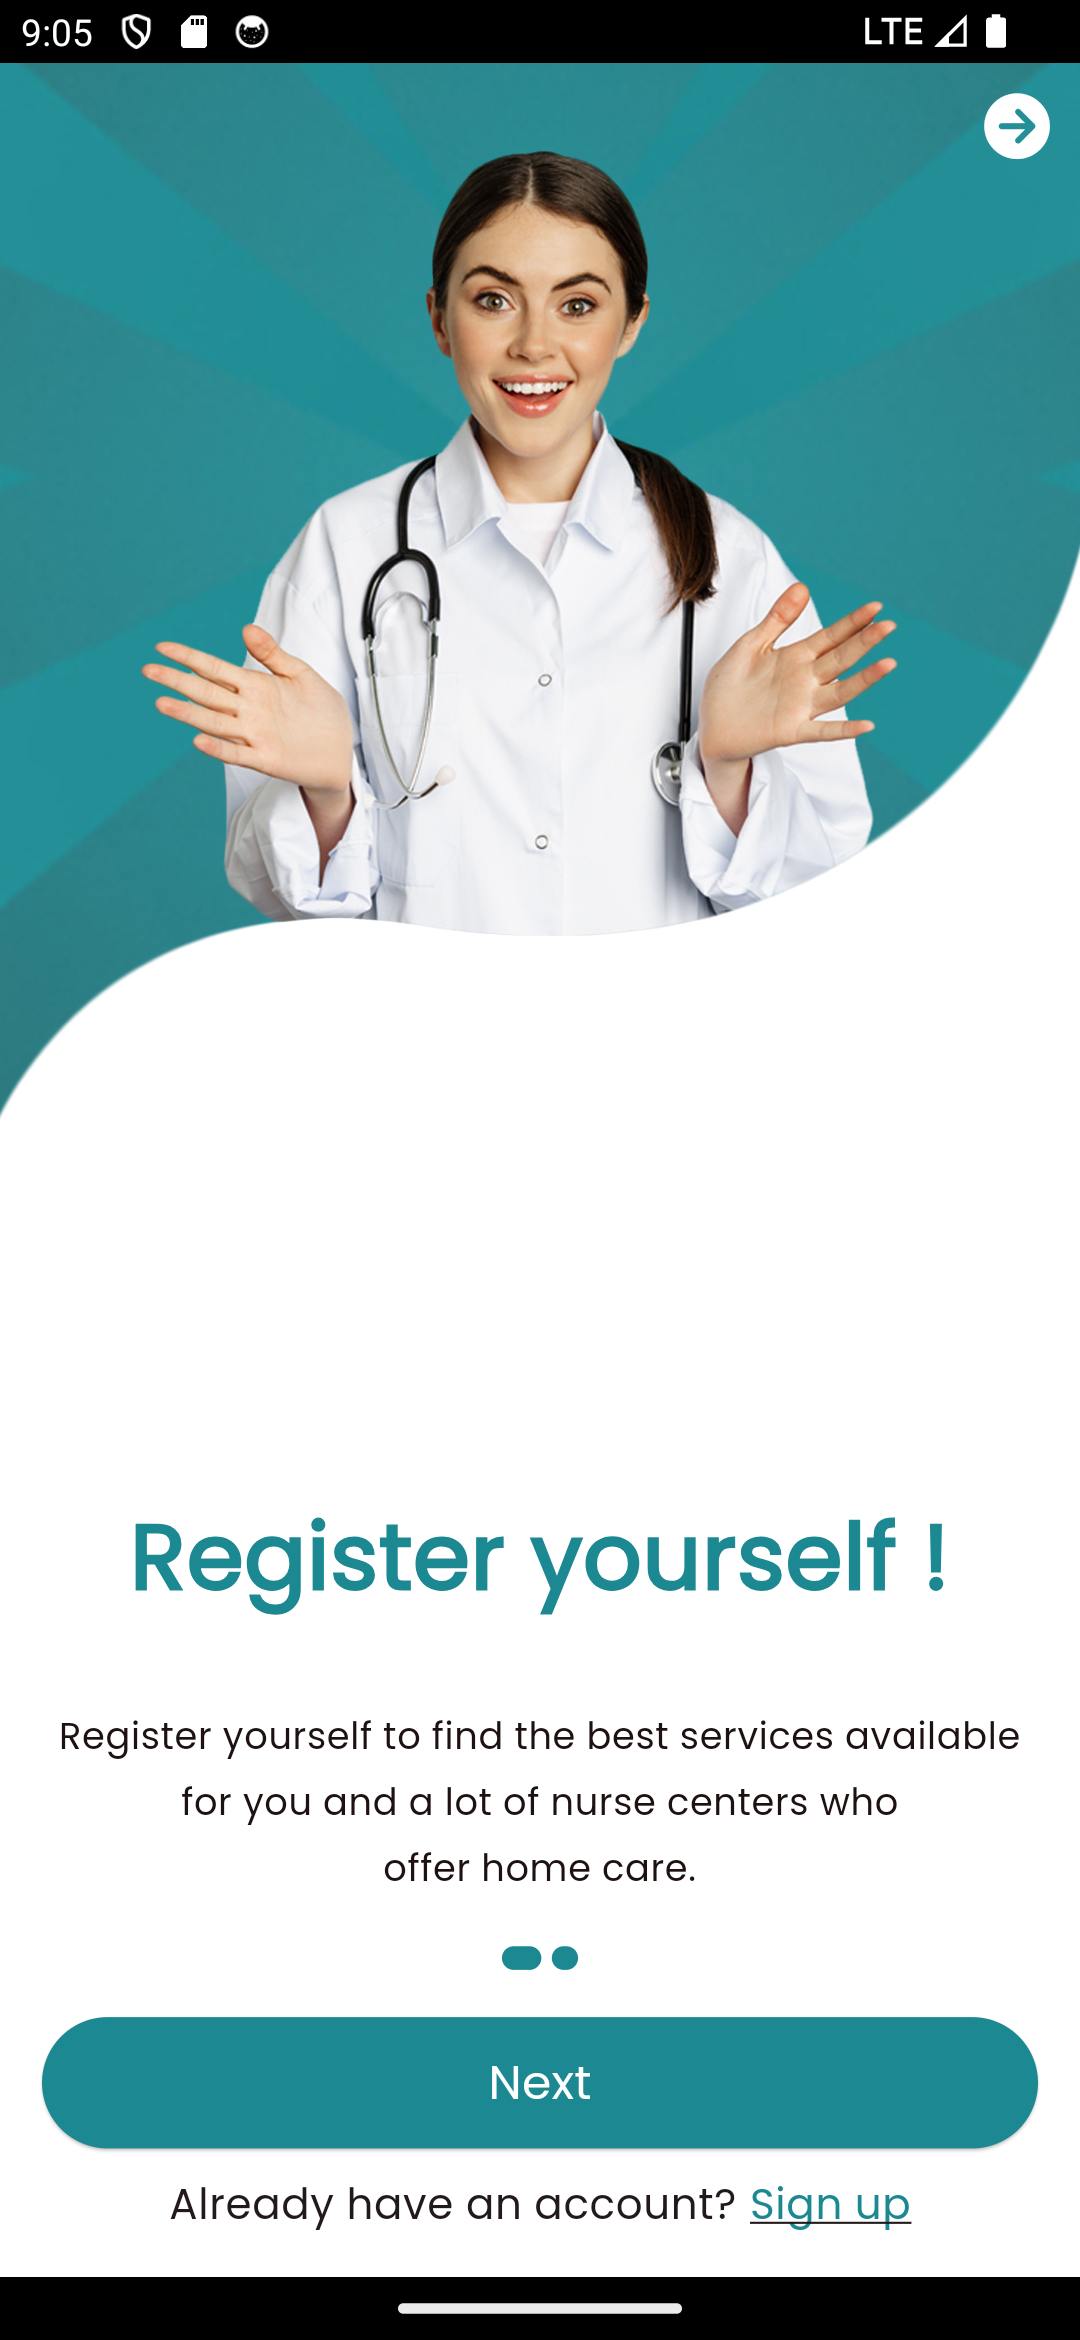 9:05
LTE
Register yourself !
Register yourself to find the best services available
for you and a lot of nurse centers who
offer home care.
Next
Already have an account? Sign up